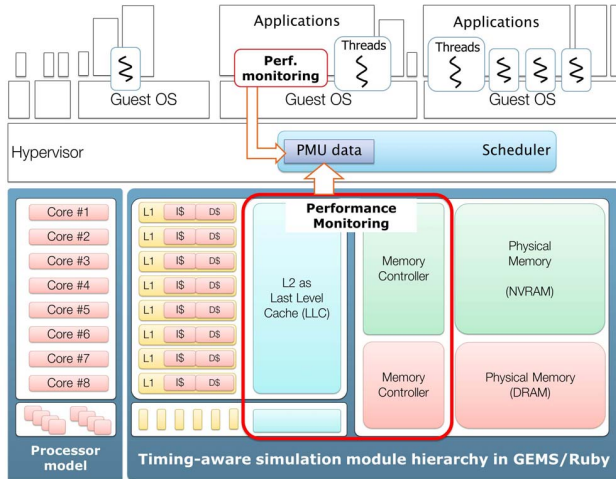 Applications
Applications
Threads
Threads
Perf.
monitoring
Guest OS
Guest OS
Guest OS
Hypervisor
PMU data
Scheduler
Performance
Monitoring
Core #1
Core #2
Core #3
Core #4
Core #5
Core #6
Core #7
Core #8
L1 I$ D$
L1 I$ D$
L1 I$ D$
L1 I$ D$
L1 I$ D$
L1 I$ D$
L1 I$ D$
L1 I$ D$
L2 as
Last Level
Cache (LLC)
Memory
Controller
Physical
Memory
(NVRAM)
Memory
Controller
Physical Memory
(DRAM)
Processor
model
Timing-aware simulation module hierarchy in GEMS/Ruby